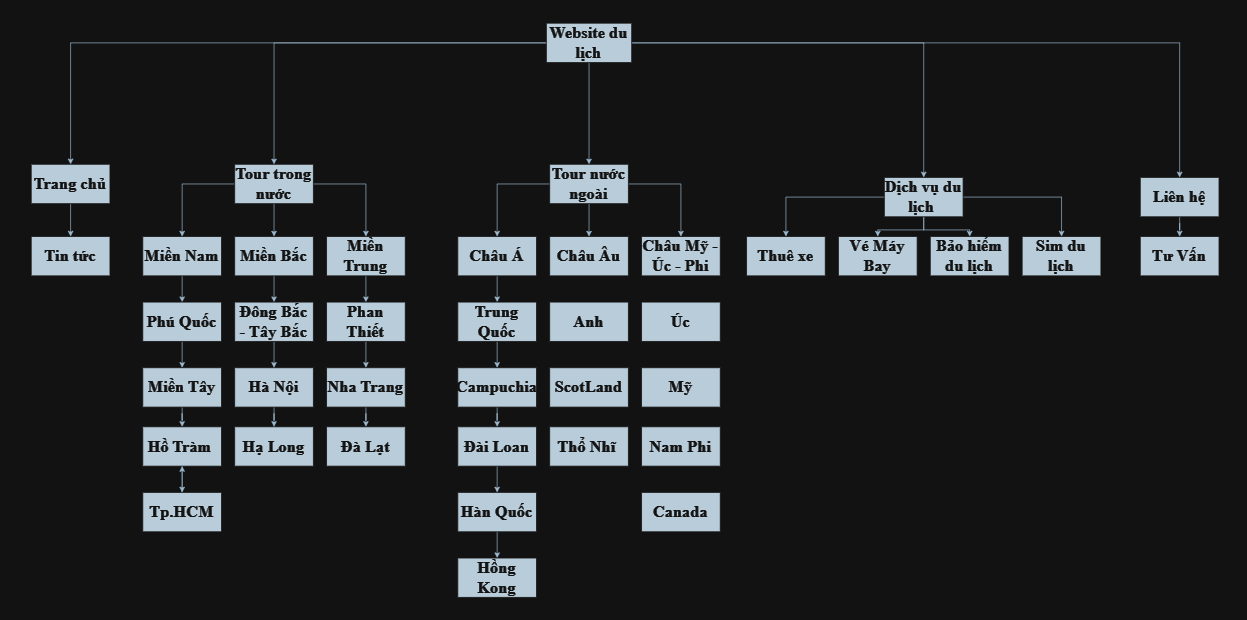 Website du
lịch
Trang chủ
Tour trong
nước
Tour nước
ngoài
Dịch vụ du
lịch
Liên hệ
Tin tức
Miền Nam
Miền Bắc
Miền
Trung
Châu Á
Châu Âu
Châu Mỹ -
Úc - Phi
Thuê xe
Vé Máy
Bay
Bảo hiểm
du lịch
Sim du
lịch
Tư Vấn
Phú Quốc
Đông Bắc
- Tây Bắc
Phan
Thiết
Trung
Quốc
Anh
Úc
Miền Tây
Hà Nội
Nha Trang
Campuchia
ScotLand
Mỹ
Hồ Tràm
Hạ Long
Đà Lạt
Đài Loan
Thổ Nhĩ
Nam Phi
Tp.HCM
Hàn Quốc
Canada
Hồng
Kong